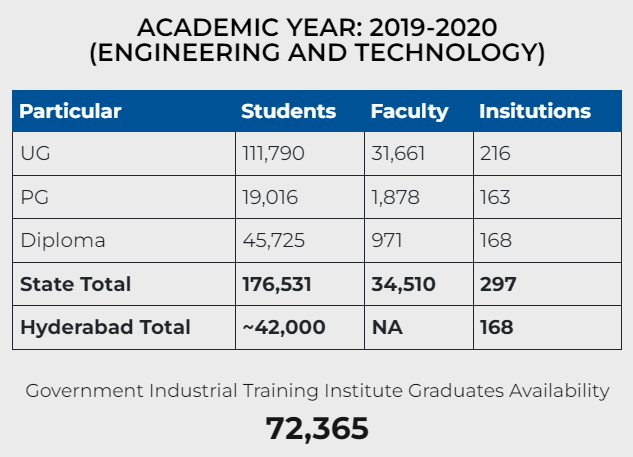 ACADEMIC YEAR: 2019-2020
(ENGINEERING AND TECHNOLOGY)
Particular Students Faculty Insitutions
UG 111,790 31,661 216
PG 19,016 1,878 163
Diploma 45,725 971 168
State Total 176,531 34,510 297
Hyderabad Total ~42,000 NA 168
Government Industrial Training Institute Graduates Availability
72,365